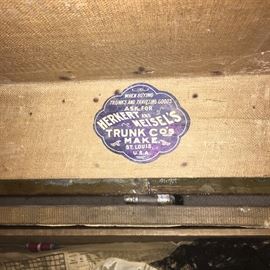 WHEN BUYING
TRUNKS AND TRAVELING GOODS
ASK FOR
HERKERT AND
MEISEL'S
TRUNK CO'S
MAKE
ST. LOUIS,
U.S.A.